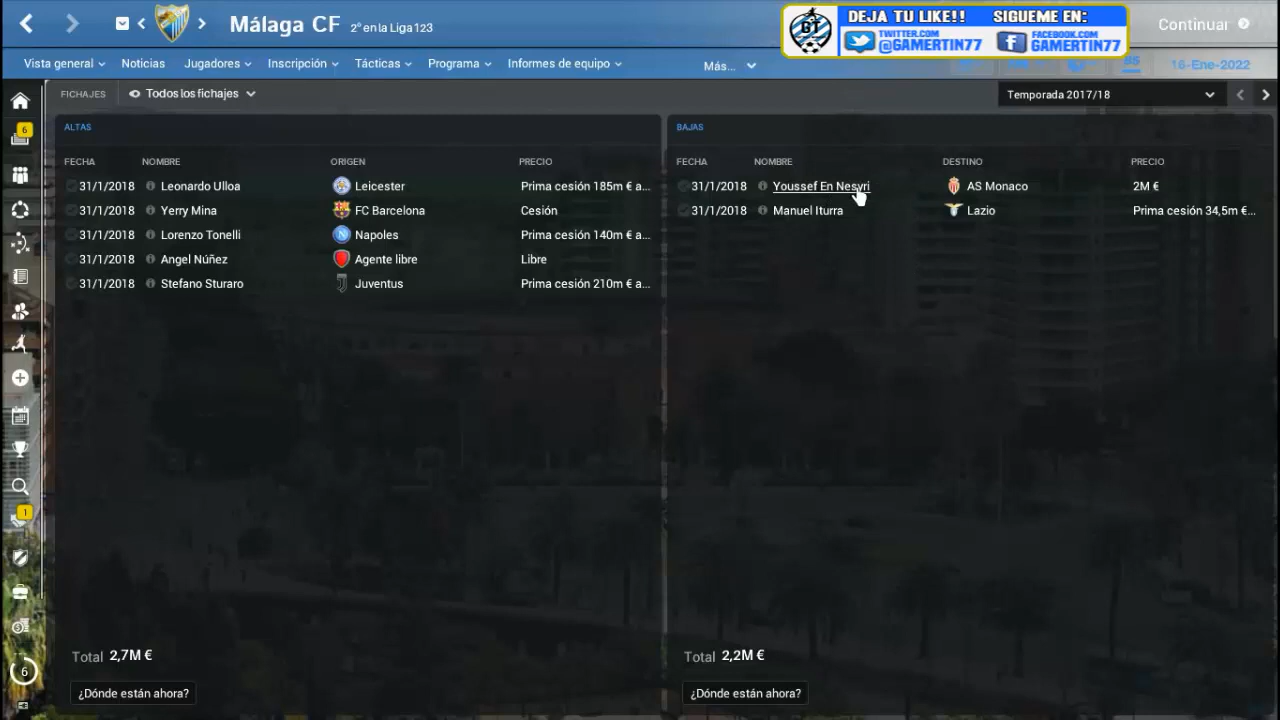 Málaga CF 2º en la Liga123
DEJA TU LIKE!! SIGUEME EN:
TWITTER.COM @GAMERTIN77 FACEBOOK.COM GAMERTIN77
Continuar
Vista general Noticias Jugadores Inscripción Tácticas Programa Informes de equipo Más... 16-Ene-2022
FICHAJES Todos los fichajes Temporada 2017/18
6
ALTAS
FECHA NOMBRE ORIGEN PRECIO
31/1/2018 Leonardo Ulloa Leicester Prima cesión 185m € a...
31/1/2018 Yerry Mina FC Barcelona Cesión
31/1/2018 Lorenzo Tonelli Napoles Prima cesión 140m € a...
31/1/2018 Angel Núñez Agente libre Libre
31/1/2018 Stefano Sturaro Juventus Prima cesión 210m € a...
Total 2,7M €
¿Dónde están ahora?
BAJAS
FECHA NOMBRE DESTINO PRECIO
31/1/2018 Youssef En Nesyri AS Monaco 2M €
31/1/2018 Manuel Iturra Lazio Prima cesión 34,5m €...
Total 2,2M €
¿Dónde están ahora?
1
6